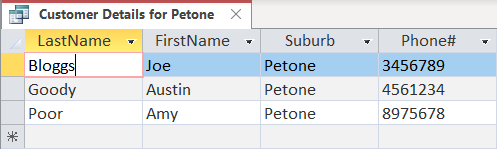 Customer Details for Petone
LastName FirstName Suburb Phone#
Bloggs Joe Petone 3456789
Goody Austin Petone 4561234
Poor Amy Petone 8975678